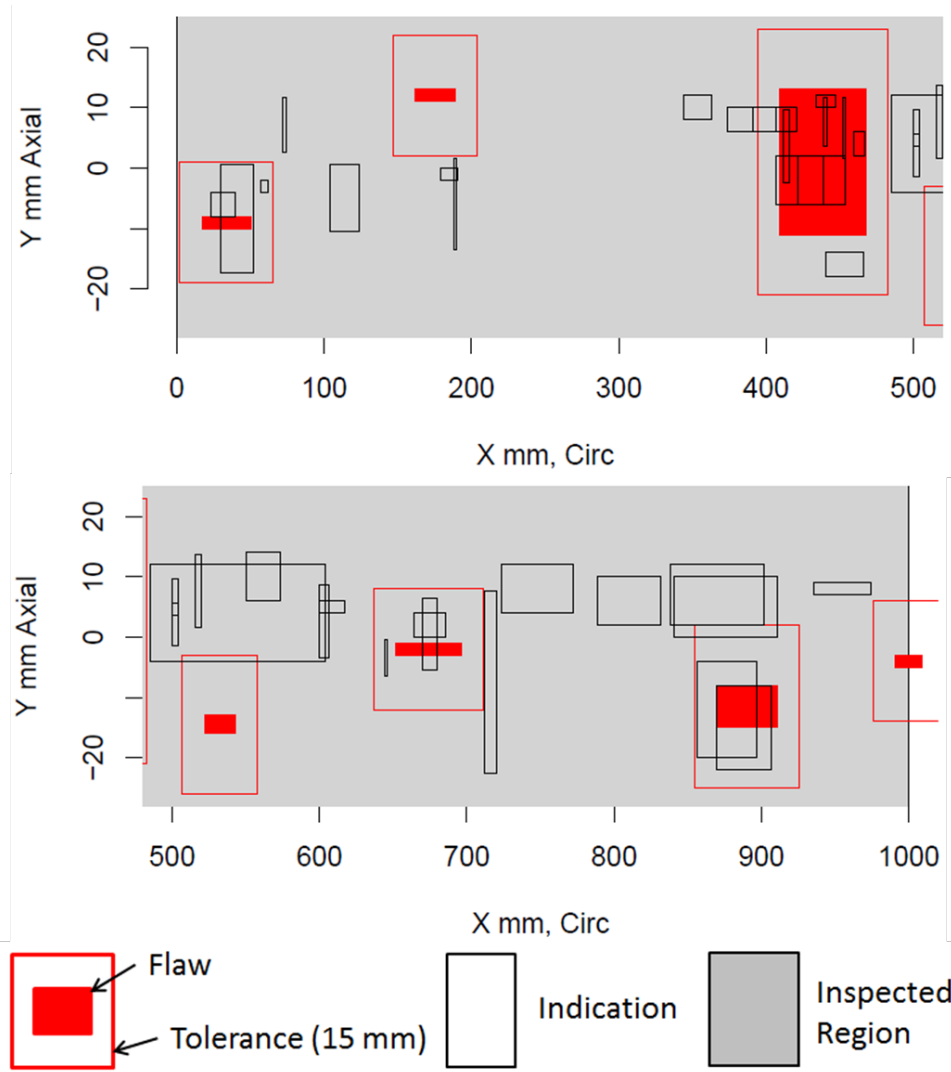 20
10
0
−20
Y mm Axial
0
100
200
300
400
500
X mm, Circ
20
10
0
−20
Y mm Axial
500
600
700
800
900
1000
X mm, Circ
Flaw
Tolerance (15 mm)
Indication
Inspected
Region